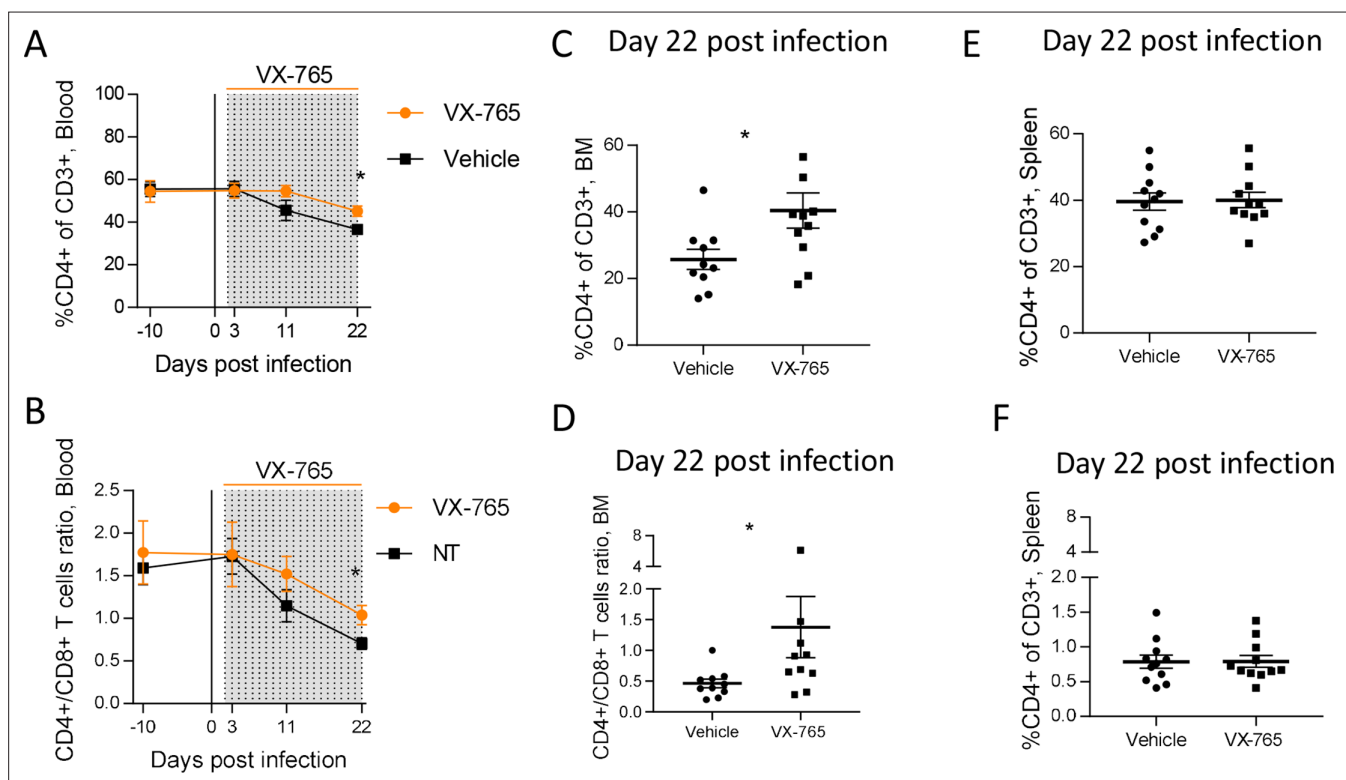 A
VX-765
%CD4+ of CD3+, Blood
100
80
60
40
20
0
*
-10
0
3
11
22
Days post infection
VX-765
Vehicle
B
VX-765
CD4+/CD8+ T cells ratio, Blood
2.5
2.0
1.5
1.0
0.5
0.0
*
-10
0
3
11
22
Days post infection
VX-765
NT
C
Day 22 post infection
%CD4+ of CD3+, BM
60
40
20
0
*
Vehicle
VX-765
D
Day 22 post infection
CD4+/CD8+ T cells ratio, BM
8
4
2.0
1.5
1.0
0.5
0.0
*
Vehicle
VX-765
E
Day 22 post infection
%CD4+ of CD3+, Spleen
60
40
20
0
Vehicle
VX-765
F
Day 22 post infection
%CD4+ of CD3+, Spleen
8
4
2.0
1.5
1.0
0.5
0.0
Vehicle
VX-765